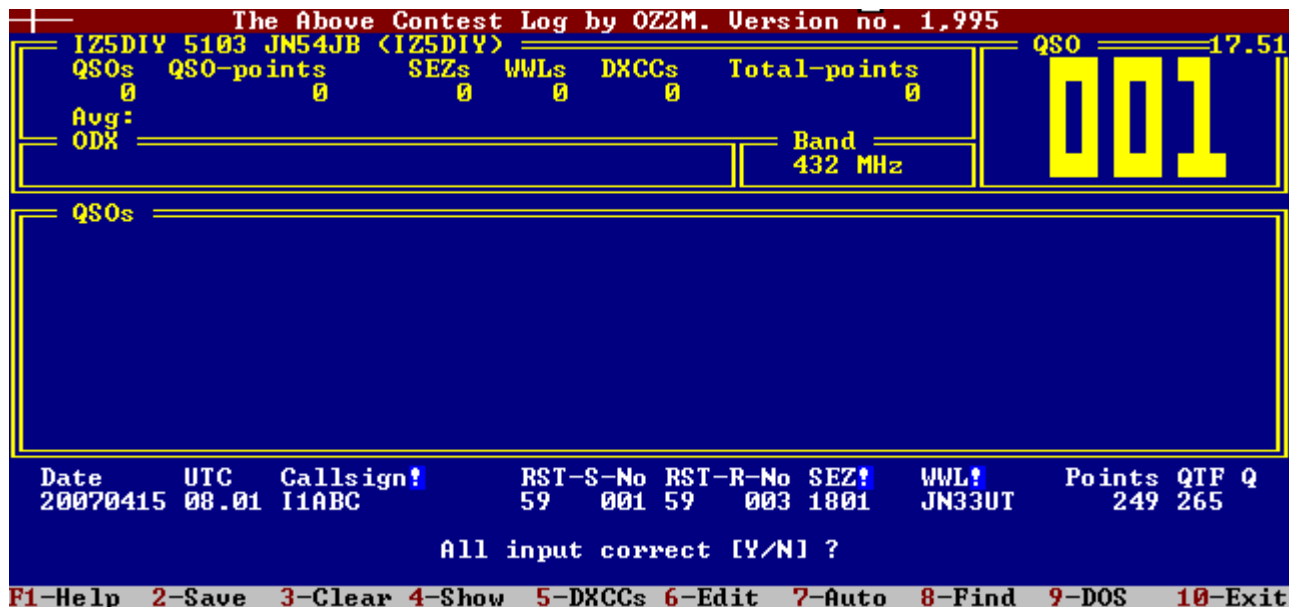 The Above Contest Log by OZ2M. Version no. 1,995
IZ5DIY 5103 JN54JB (IZ5DIY) QSO 17.51
QSOs QSO-points SEZs WWLs DXCCs Total-points
0 0 0 0 0 0
Avg:
001
ODX Band
432 MHz
QSOs
Date UTC Callsign! RST-S-No RST-R-No SEZ! WWL! Points QTF Q
20070415 08.01 I1ABC 59 001 59 003 1801 JN33UT 249 265
All input correct [Y/N] ?
F1-Help 2-Save 3-Clear 4-Show 5-DXCCs 6-Edit 7-Auto 8-Find 9-DOS 10-Exit